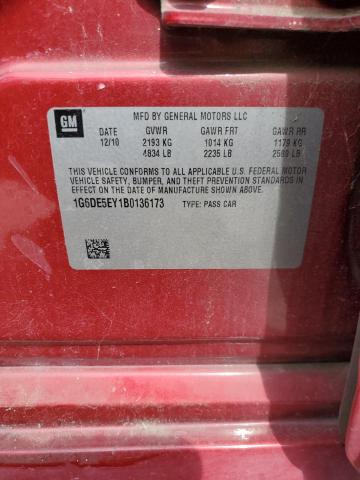 GM
MFD BY GENERAL MOTORS LLC
DATE GVWR GAWR FRT GAWR RR
12/10 2193 KG 1014 KG 1179 KG
4834 LB 2235 LB 2599 LB
THIS VEHICLE CONFORMS TO ALL APPLICABLE U.S. FEDERAL MOTOR
VEHICLE SAFETY, BUMPER, AND THEFT PREVENTION STANDARDS IN
EFFECT ON THE DATE OF MANUFACTURE SHOWN ABOVE.
1G6DE5EY1B0136173 TYPE: PASS CAR